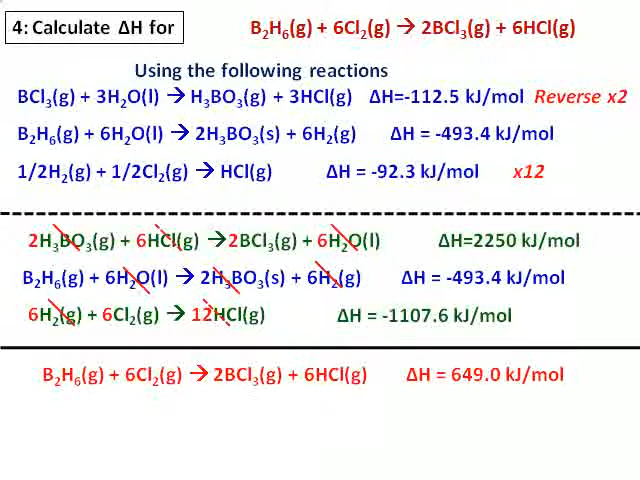 4: Calculate ΔH for B₂H₆(g) + 6Cl₂(g) → 2BCl₃(g) + 6HCl(g)
Using the following reactions
BCl₃(g) + 3H₂O(l) → H₃BO₃(g) + 3HCl(g) ΔH=-112.5 kJ/mol Reverse x2
B₂H₆(g) + 6H₂O(l) → 2H₃BO₃(s) + 6H₂(g) ΔH = -493.4 kJ/mol
1/2H₂(g) + 1/2Cl₂(g) → HCl(g) ΔH = -92.3 kJ/mol x12
2H₃BO₃(g) + 6HCl(g) → 2BCl₃(g) + 6H₂O(l) ΔH=2250 kJ/mol
B₂H₆(g) + 6H₂O(l) → 2H₃BO₃(s) + 6H₂(g) ΔH = -493.4 kJ/mol
6H₂(g) + 6Cl₂(g) → 12HCl(g) ΔH = -1107.6 kJ/mol
B₂H₆(g) + 6Cl₂(g) → 2BCl₃(g) + 6HCl(g) ΔH = 649.0 kJ/mol